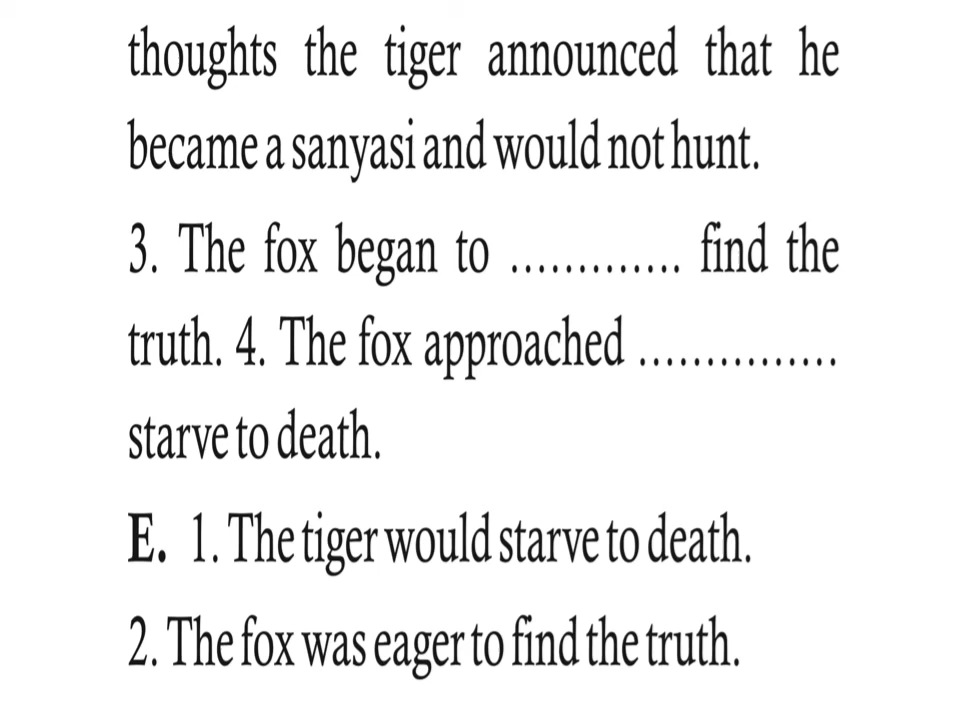 thoughts the tiger announced that he
became a sanyasi and would not hunt.
3. The fox began to ............. find the
truth. 4. The fox approached ...............
starve to death.
E. 1. The tiger would starve to death.
2. The fox was eager to find the truth.